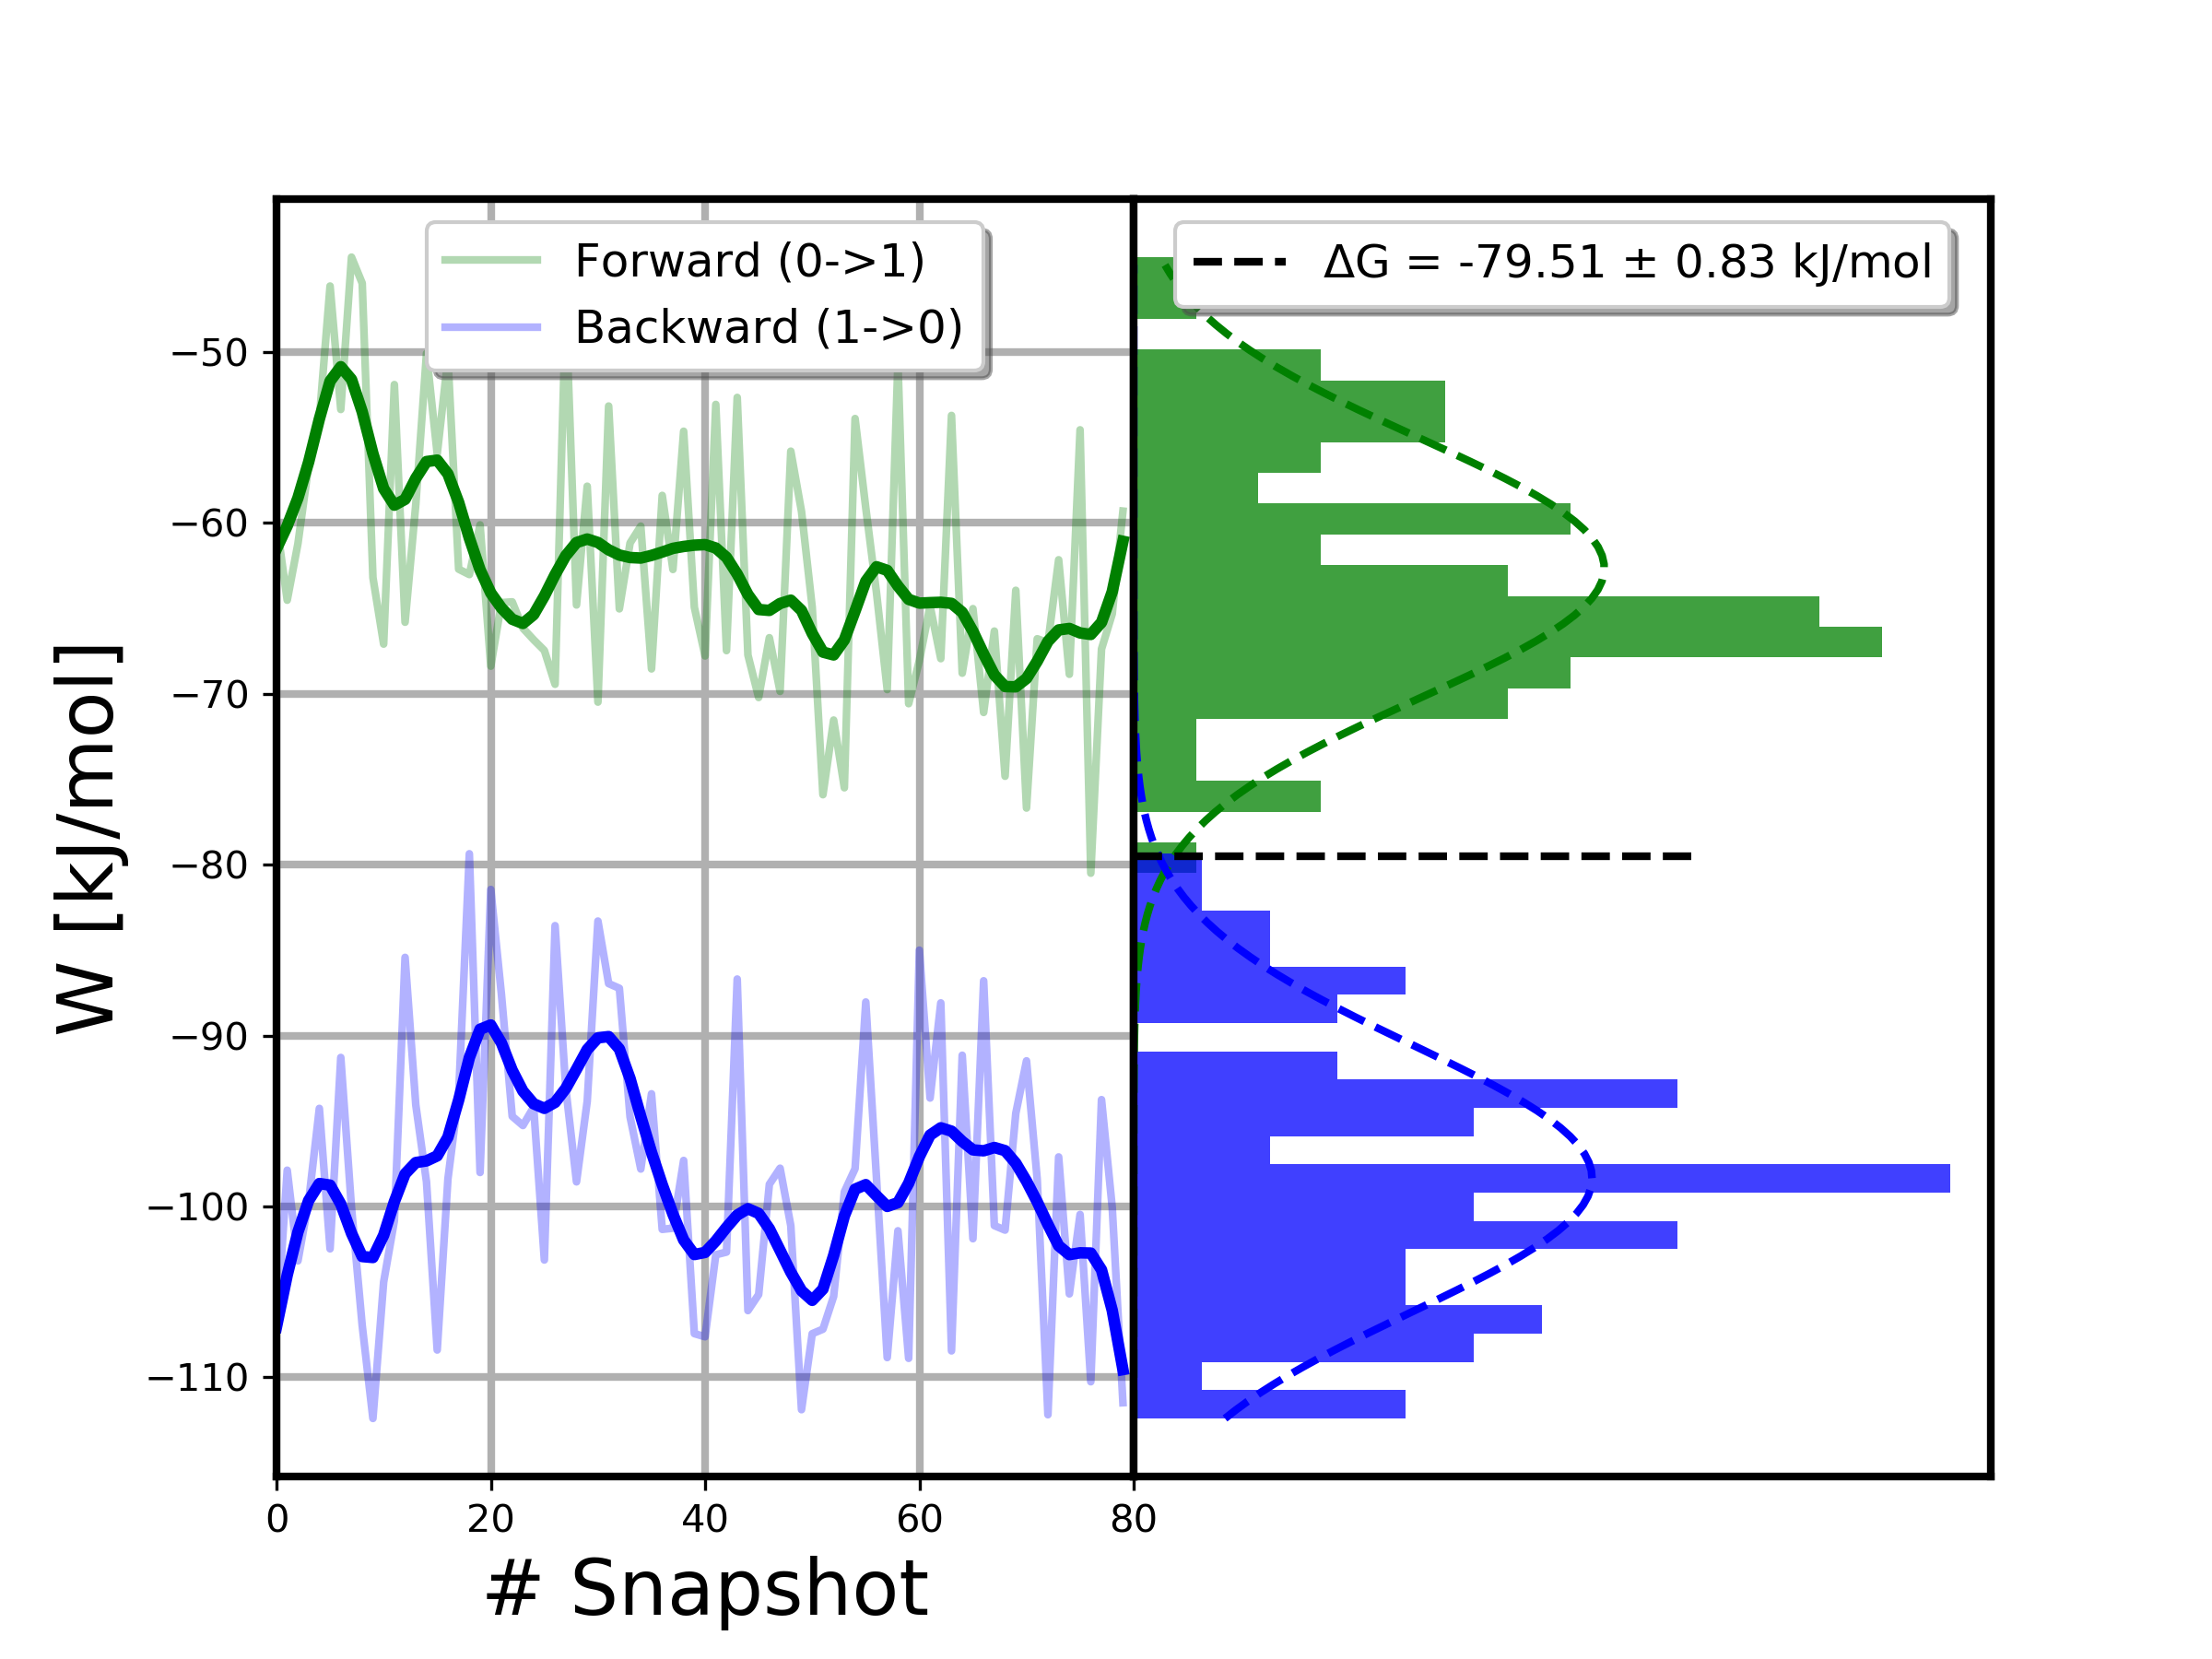 Forward (0->1)
Backward (1->0)
ΔG = -79.51 ± 0.83 kJ/mol
W [kJ/mol]
−50
−60
−70
−80
−90
−100
−110
0 20 40 60 80
# Snapshot